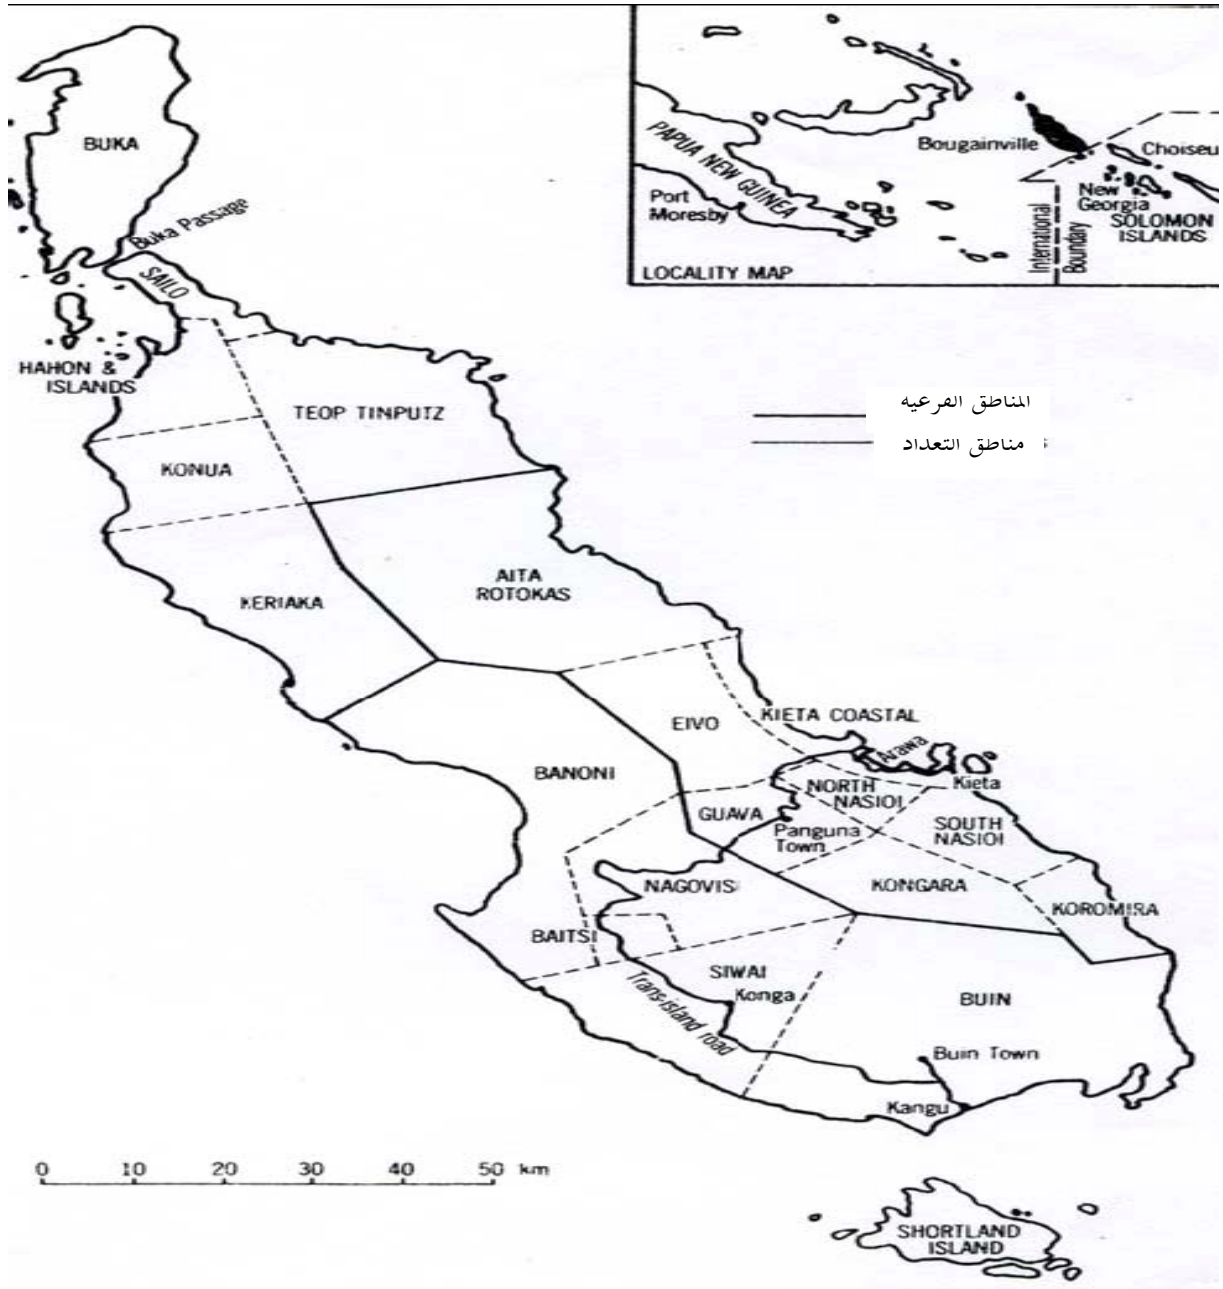 BUKA
Buka Passage
SAILO
HAHON &
ISLANDS
TEOP TINPUTZ
KONUA
KERIAKA
AITA
ROTOKAS
EIVO
KIETA COASTAL
Arawa
Kieta
BANONI
GUAVA
NORTH
NASIOI
Panguna
Town
SOUTH
NASIOI
NAGOVISI
KONGARA
KOROMIRA
BAITSI
SIWAI
Konga
Trans-island road
BUIN
Buin Town
Kangu
0 10 20 30 40 50 km
SHORTLAND
ISLAND
المناطق الفرعيه
مناطق التعداد
PAPUA NEW GUINEA
Port
Moresby
Bougainville
Choiseu
New
Georgia
SOLOMON
ISLANDS
International
Boundary
LOCALITY MAP